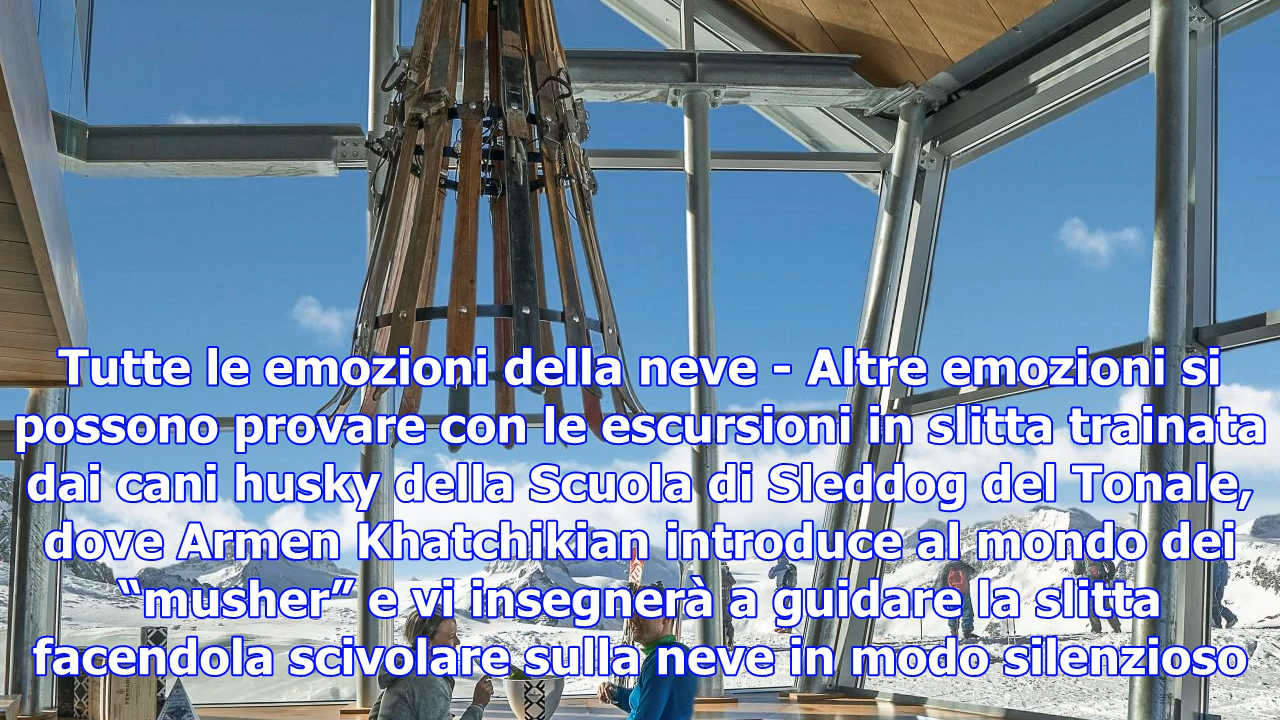 Tutte le emozioni della neve - Altre emozioni si
possono provare con le escursioni in slitta trainata
dai cani husky della Scuola di Sleddog del Tonale,
dove Armen Khatchikian introduce al mondo dei
“musher” e vi insegnerà a guidare la slitta
facendola scivolare sulla neve in modo silenzioso